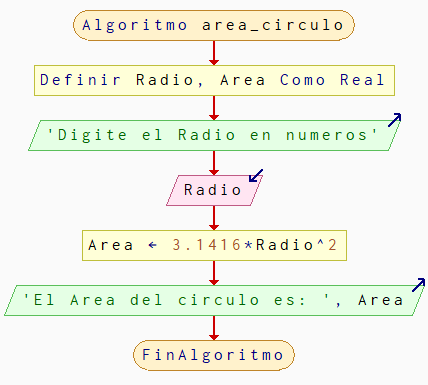 Algoritmo area_circulo
Definir Radio, Area Como Real
'Digite el Radio en numeros'
Radio
Area ← 3.1416*Radio^2
'El Area del circulo es: ', Area
FinAlgoritmo